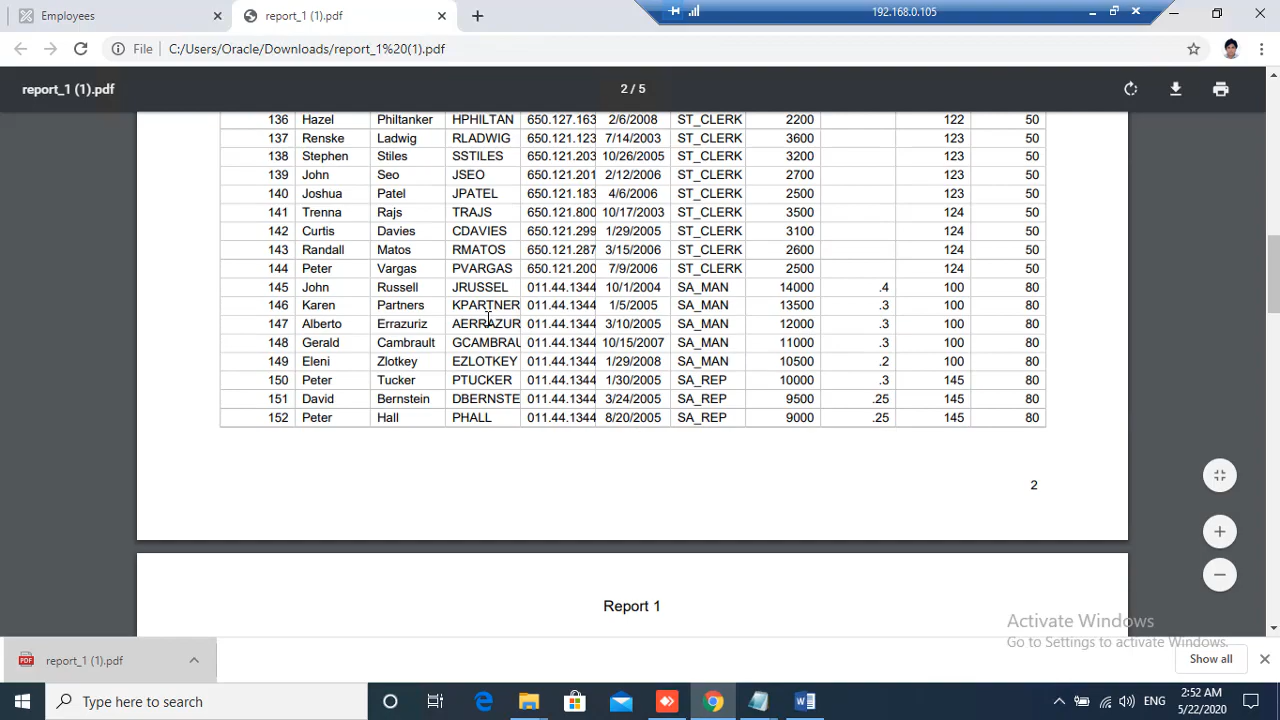 Employees
report_1 (1).pdf
192.168.0.105
File C:/Users/Oracle/Downloads/report_1%20(1).pdf
report_1 (1).pdf
2 / 5
136 Hazel Philtanker HPHILTAN 650.127.163 2/6/2008 ST_CLERK 2200 122 50
137 Renske Ladwig RLADWIG 650.121.123 7/14/2003 ST_CLERK 3600 123 50
138 Stephen Stiles SSTILES 650.121.203 10/26/2005 ST_CLERK 3200 123 50
139 John Seo JSEO 650.121.201 2/12/2006 ST_CLERK 2700 123 50
140 Joshua Patel JPATEL 650.121.183 4/6/2006 ST_CLERK 2500 123 50
141 Trenna Rajs TRAJS 650.121.800 10/17/2003 ST_CLERK 3500 124 50
142 Curtis Davies CDAVIES 650.121.299 1/29/2005 ST_CLERK 3100 124 50
143 Randall Matos RMATOS 650.121.287 3/15/2006 ST_CLERK 2600 124 50
144 Peter Vargas PVARGAS 650.121.200 7/9/2006 ST_CLERK 2500 124 50
145 John Russell JRUSSEL 011.44.1344 10/1/2004 SA_MAN 14000 .4 100 80
146 Karen Partners KPARTNER 011.44.1344 1/5/2005 SA_MAN 13500 .3 100 80
147 Alberto Errazuriz AERRAZUR 011.44.1344 3/10/2005 SA_MAN 12000 .3 100 80
148 Gerald Cambrault GCAMBRAU 011.44.1344 10/15/2007 SA_MAN 11000 .3 100 80
149 Eleni Zlotkey EZLOTKEY 011.44.1344 1/29/2008 SA_MAN 10500 .2 100 80
150 Peter Tucker PTUCKER 011.44.1344 1/30/2005 SA_REP 10000 .3 145 80
151 David Bernstein DBERNSTE 011.44.1344 3/24/2005 SA_REP 9500 .25 145 80
152 Peter Hall PHALL 011.44.1344 8/20/2005 SA_REP 9000 .25 145 80
2
Report 1
Activate Windows
Go to Settings to activate Windows.
report_1 (1).pdf
Show all
Type here to search
ENG
2:52 AM
5/22/2020